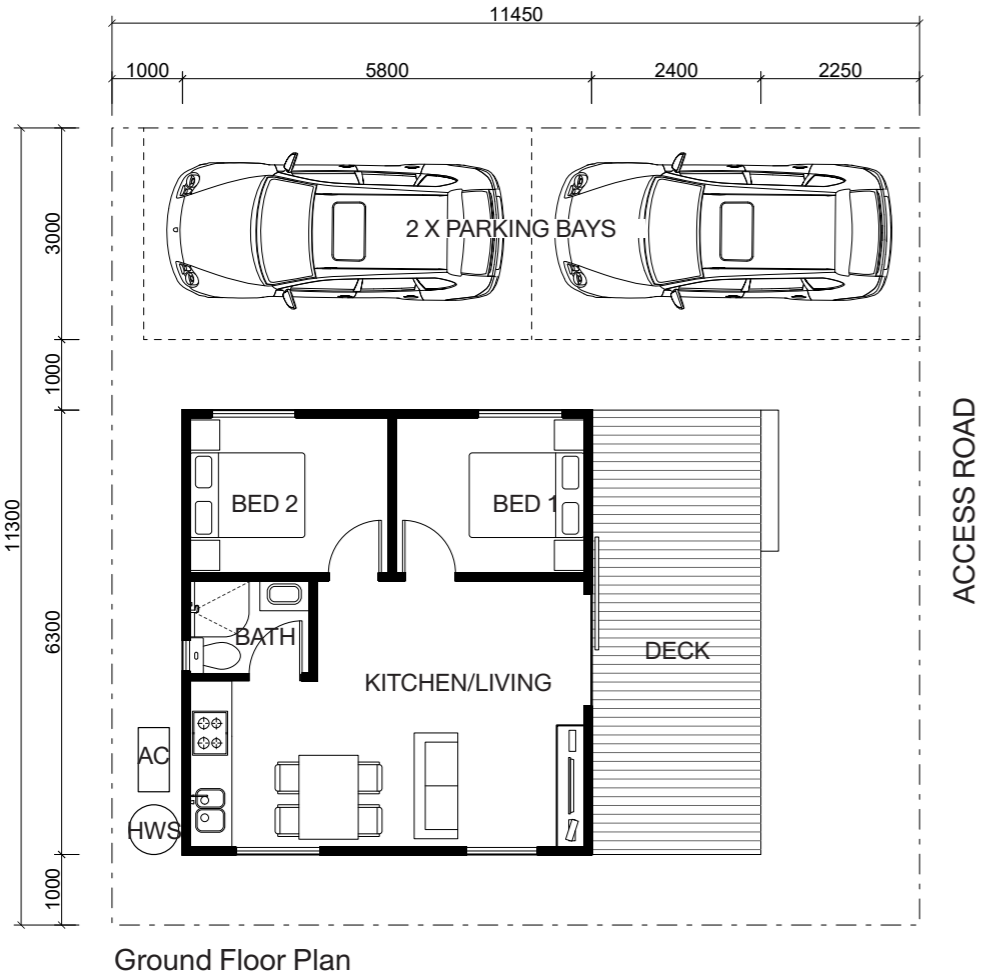 11450
1000
5800
2400
2250
3000
1000
11300
6300
1000
2 X PARKING BAYS
ACCESS ROAD
BED 2
BED 1
BATH
DECK
KITCHEN/LIVING
AC
HWS
Ground Floor Plan